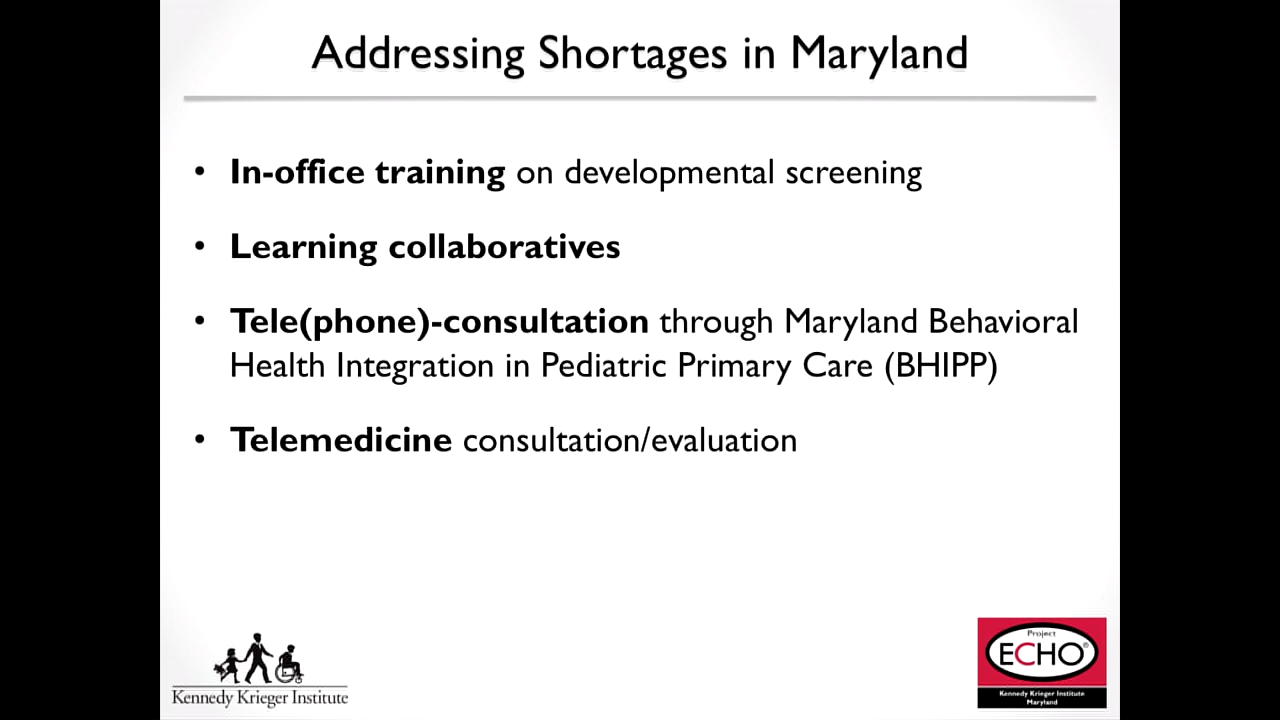 Addressing Shortages in Maryland
• In-office training on developmental screening
• Learning collaboratives
• Tele(phone)-consultation through Maryland Behavioral
Health Integration in Pediatric Primary Care (BHIPP)
• Telemedicine consultation/evaluation
Kennedy Krieger Institute
Project
ECHO®
Kennedy Krieger Institute
Maryland